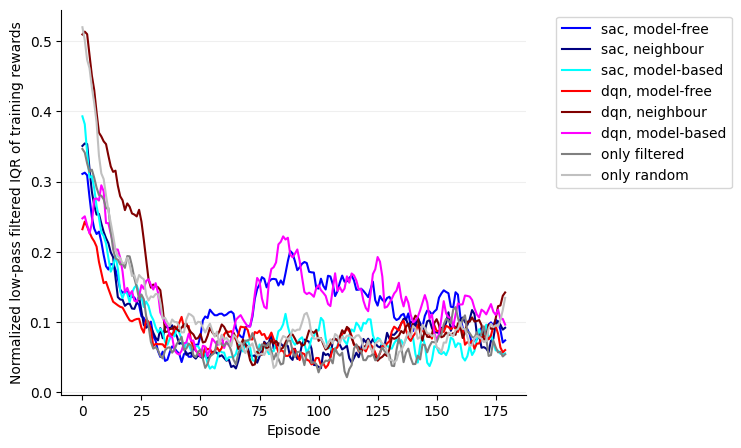 Normalized low-pass filtered IQR of training rewards
0.5
0.4
0.3
0.2
0.1
0.0
0 25 50 75 100 125 150 175
Episode
sac, model-free
sac, neighbour
sac, model-based
dqn, model-free
dqn, neighbour
dqn, model-based
only filtered
only random